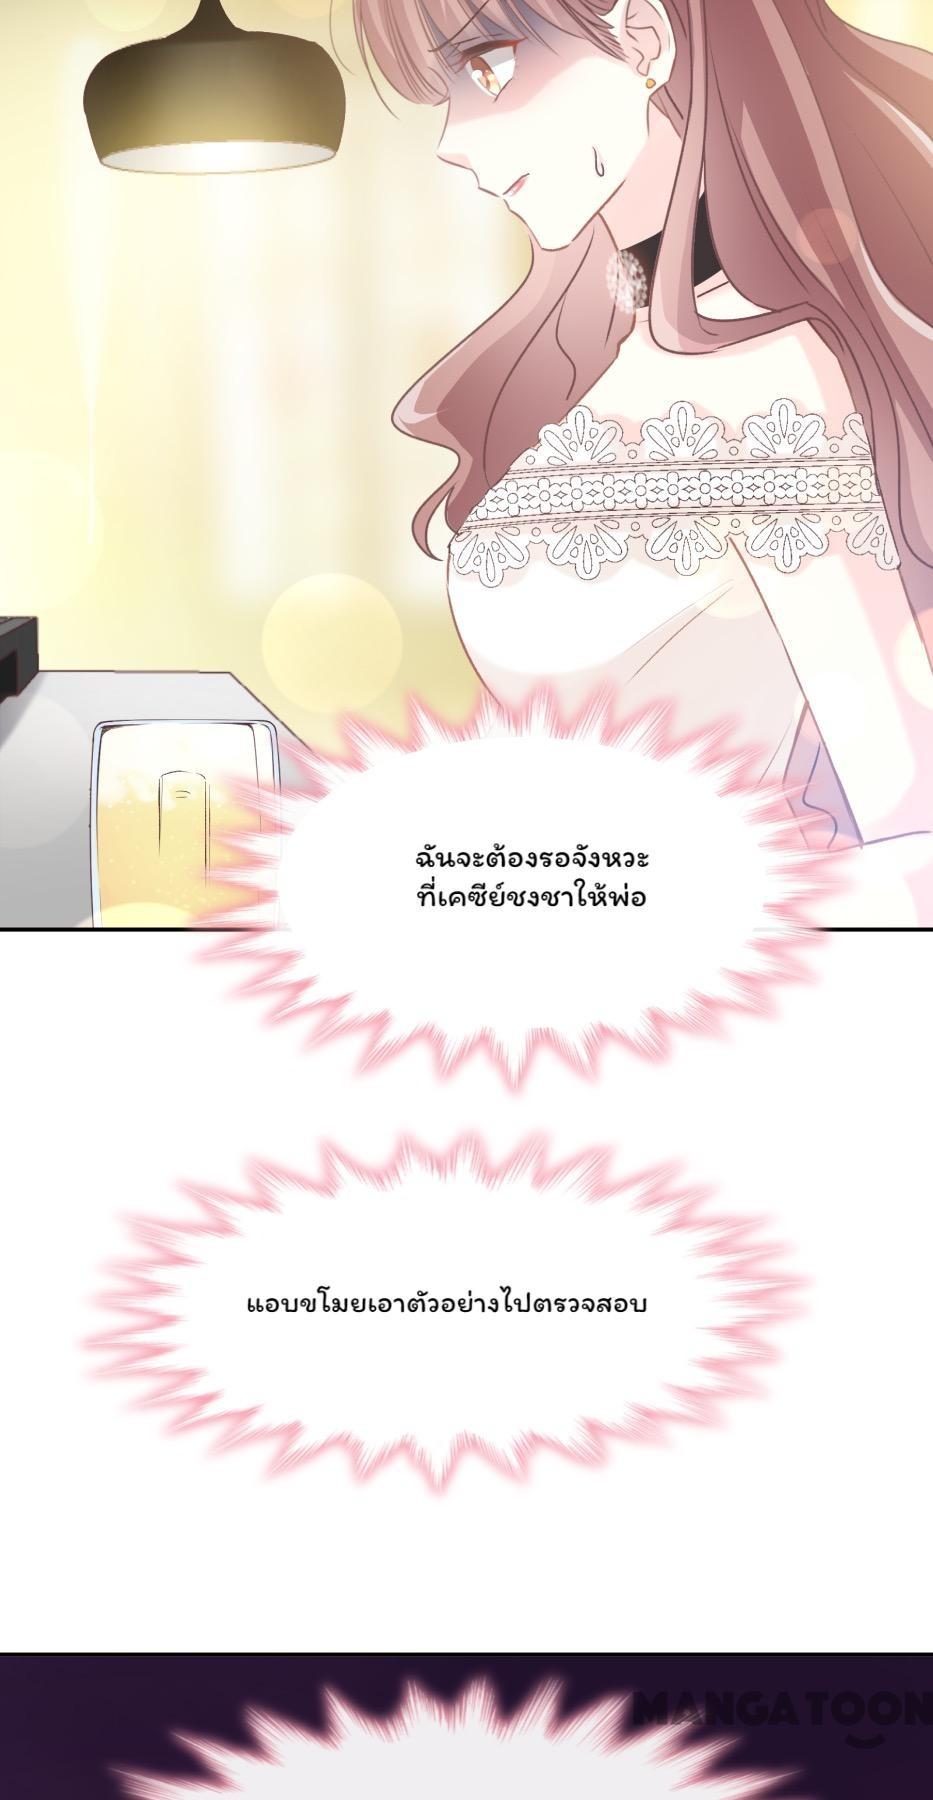 ฉันจะต้องรอจังหวะ
ที่เคซีย์ชงชาให้พ่อ
แอบขโมยเอาตัวอย่างไปตรวจสอบ
MANGA TOON